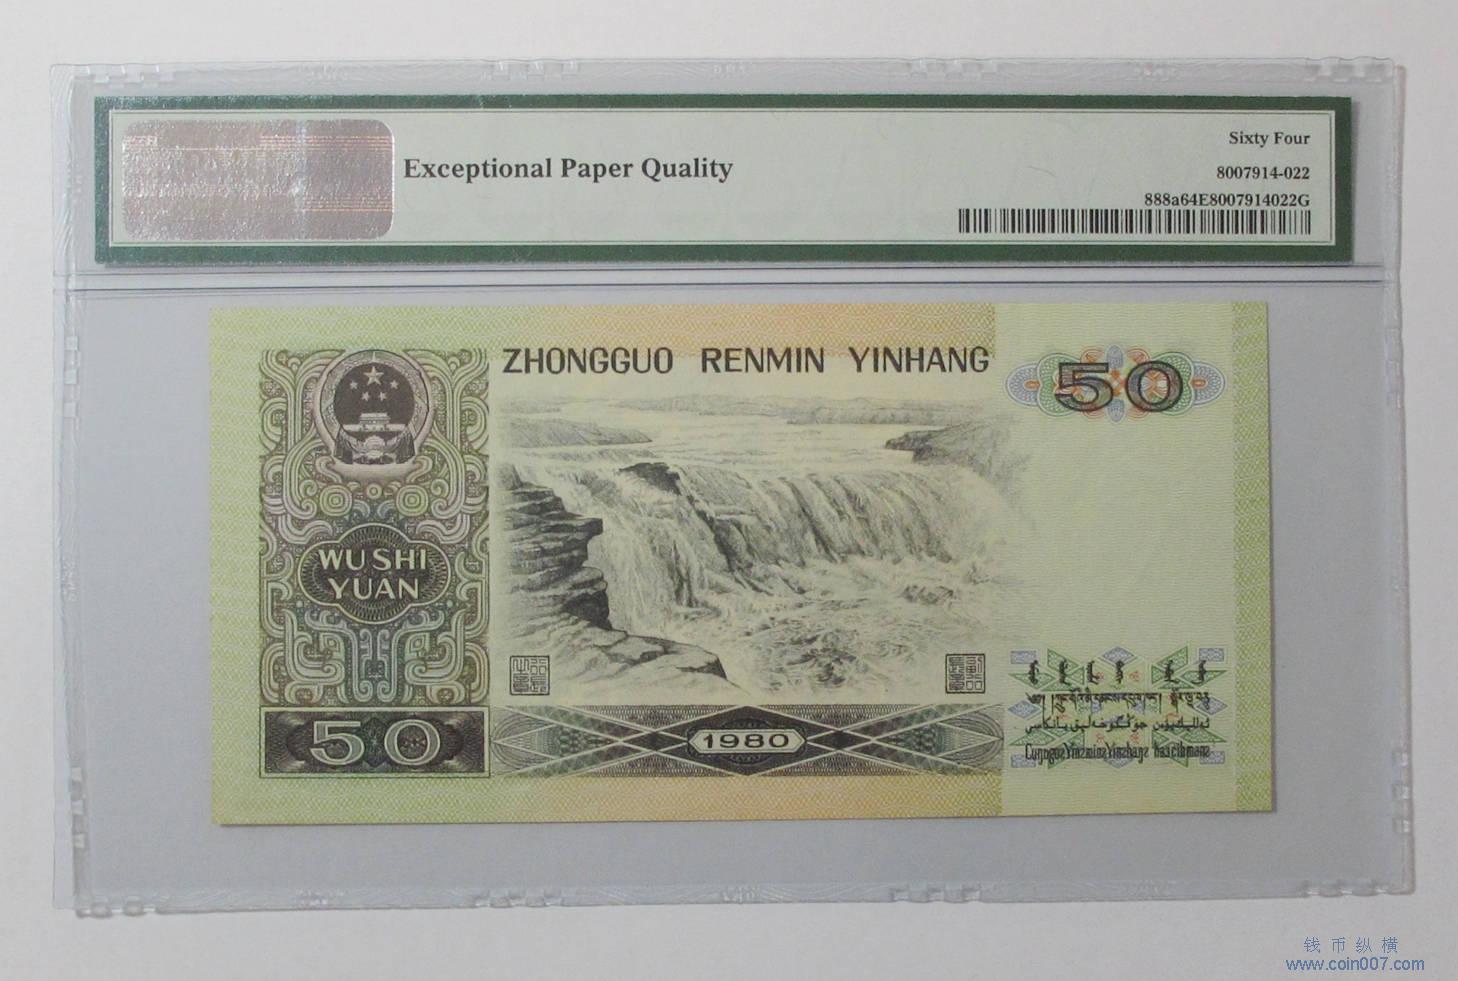 Exceptional Paper Quality
Sixty Four
8007914-022
888a64E8007914022G
ZHONGGUO RENMIN YINHANG
50
WU SHI
YUAN
50
1980
钱币纵横
www.coin007.com